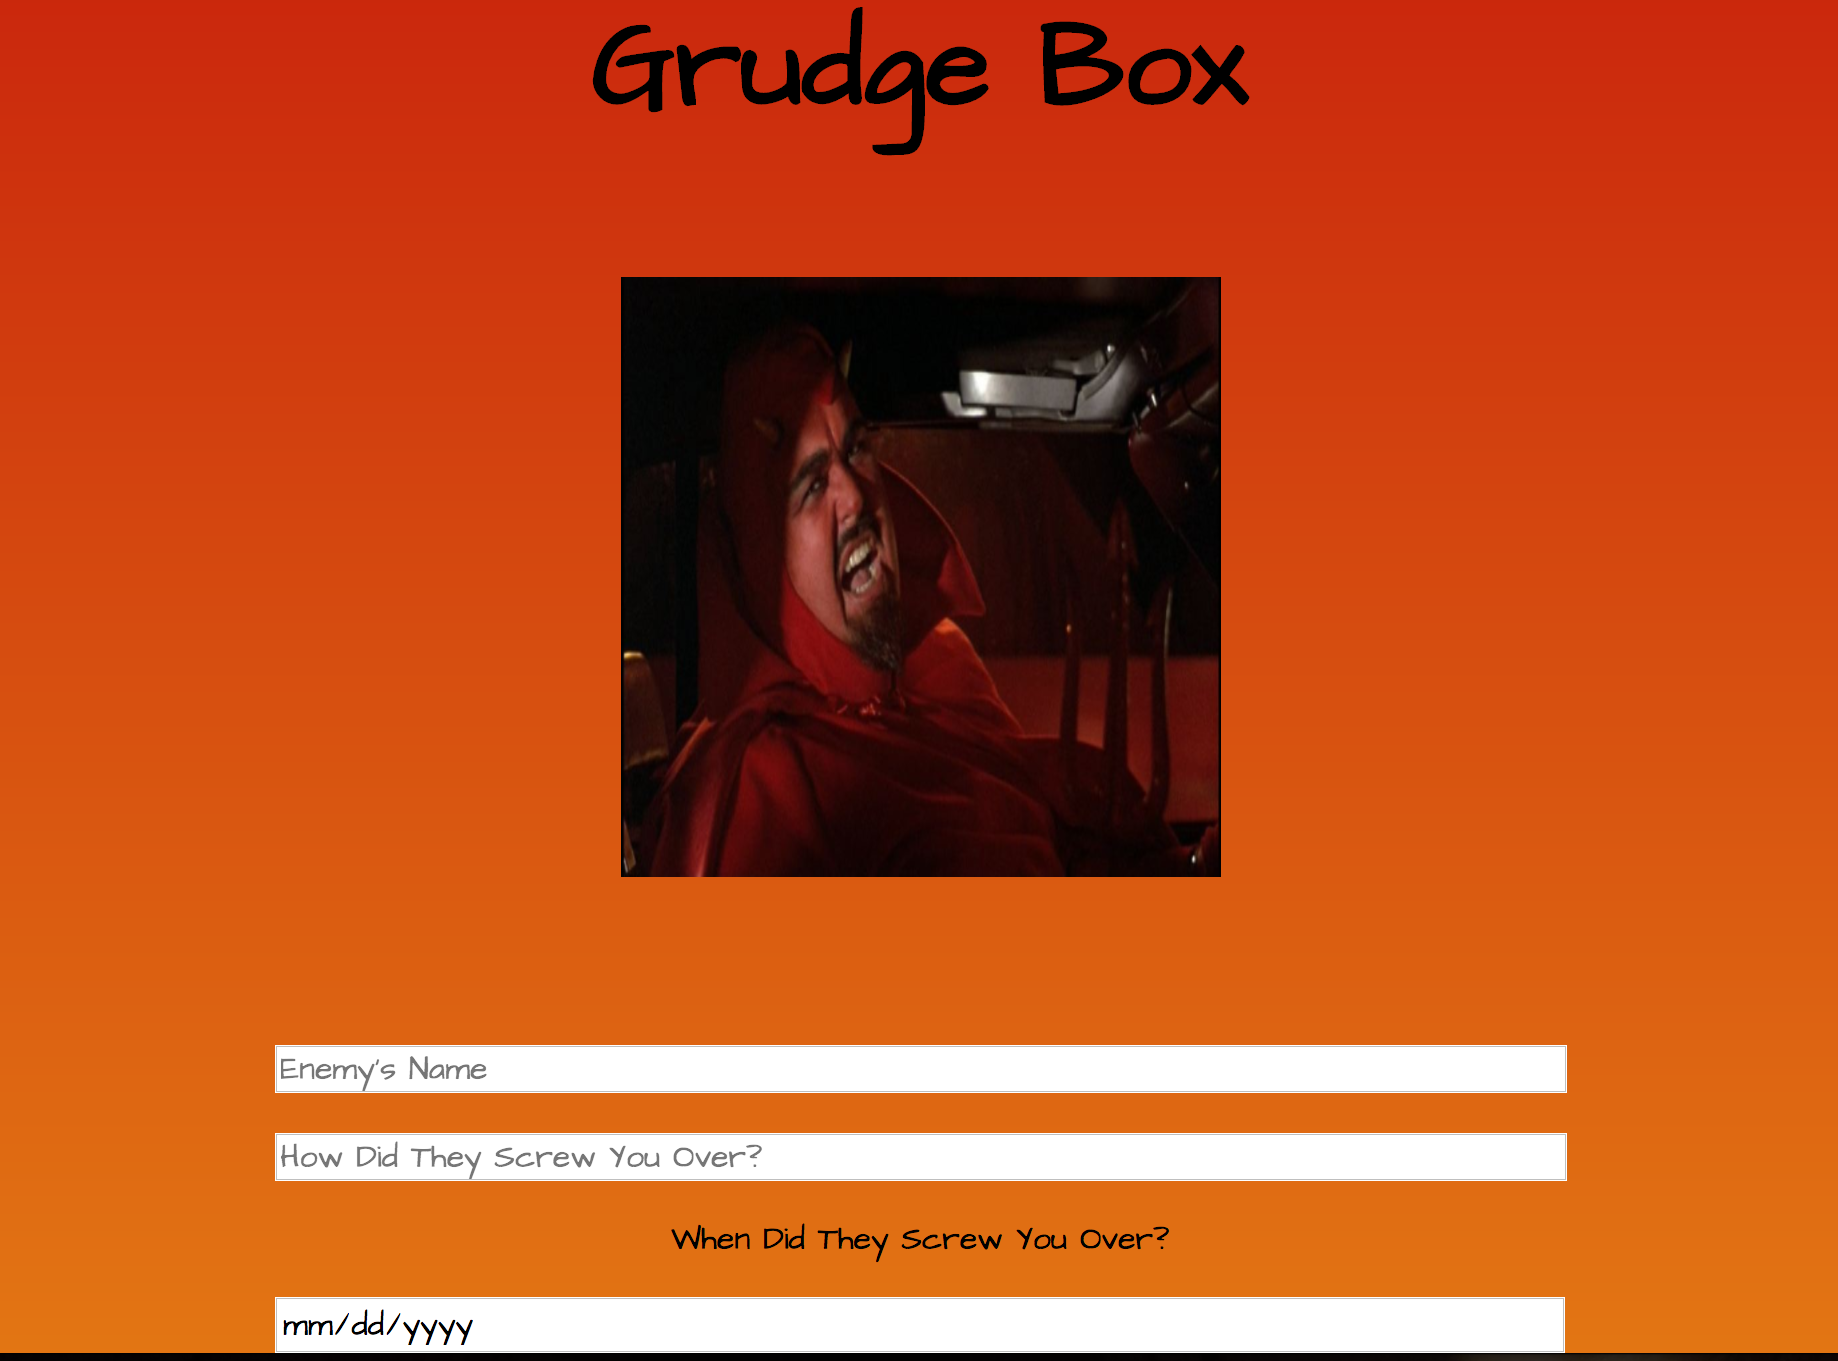 Grudge Box
Enemy's Name
How Did They Screw You Over?
When Did They Screw You Over?
mm/dd/yyyy